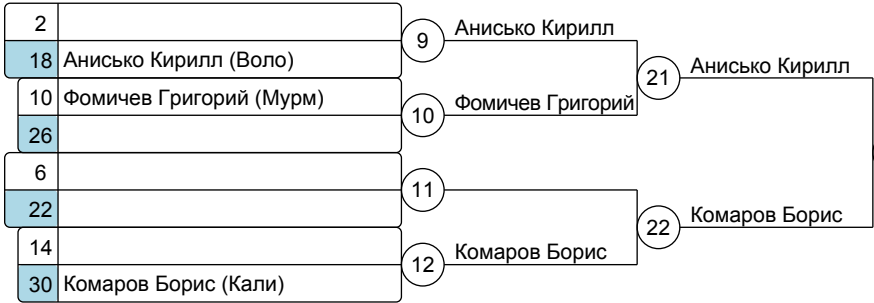 2
9
Анисько Кирилл
18 Анисько Кирилл (Воло)
21
Анисько Кирилл
10 Фомичев Григорий (Мурм)
10
Фомичев Григорий
26
6
11
22
22
Комаров Борис
14
12
Комаров Борис
30 Комаров Борис (Кали)